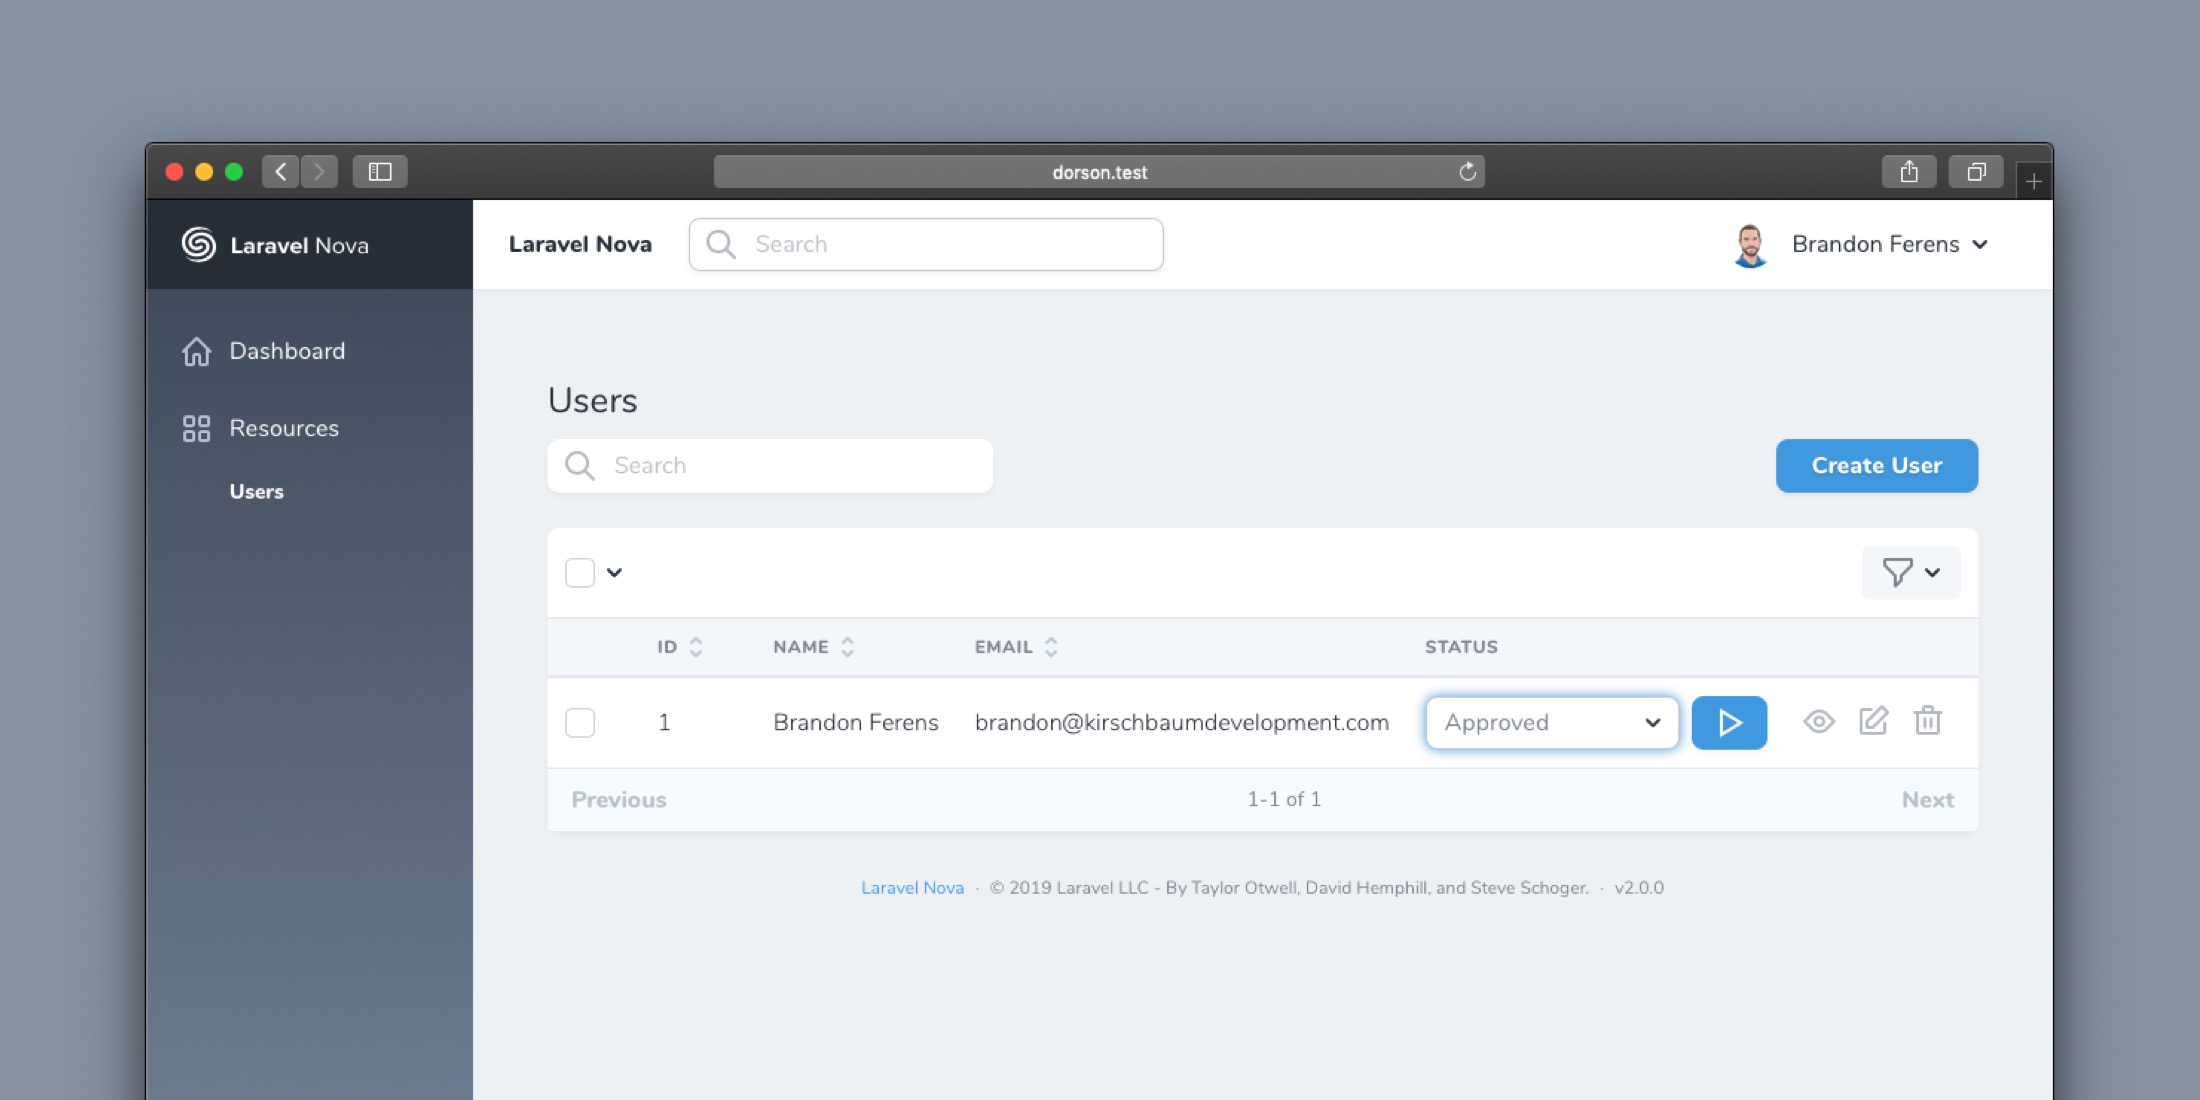 dorson.test
Laravel Nova
Laravel Nova
Search
Brandon Ferens
Dashboard
Resources
Users
Users
Search
Create User
ID NAME EMAIL STATUS
1 Brandon Ferens brandon@kirschbaumdevelopment.com Approved
Previous 1-1 of 1 Next
Laravel Nova · © 2019 Laravel LLC - By Taylor Otwell, David Hemphill, and Steve Schoger. · v2.0.0